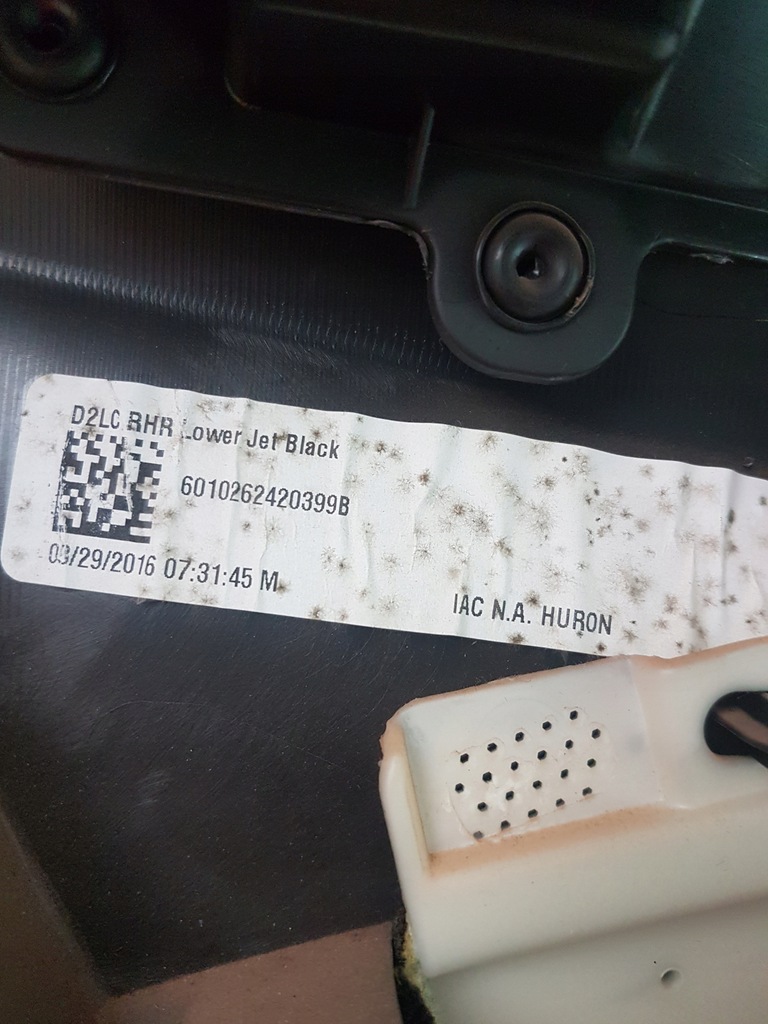 D2LC RHR Lower Jet Black
6010262420399B
03/29/2016 07:31:45 M
IAC N.A. HURON